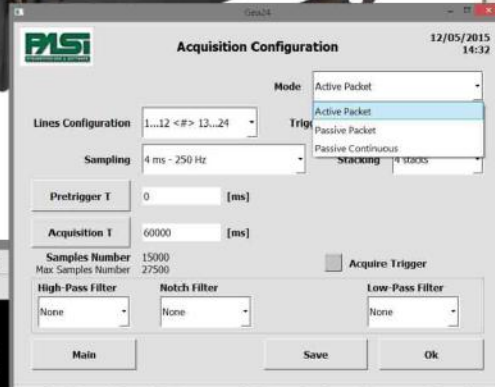 Gea24
PASI
Acquisition Configuration
12/05/2015
14:32
Mode Active Packet
Active Packet
Passive Packet
Passive Continuous
Lines Configuration 1...12 <#> 13...24
Sampling 4 ms - 250 Hz Stacking 4 stacks
Pretrigger T 0 [ms]
Acquisition T 60000 [ms]
Samples Number 15000
Max Samples Number 27500
Acquire Trigger
High-Pass Filter Notch Filter Low-Pass Filter
None None None
Main Save Ok